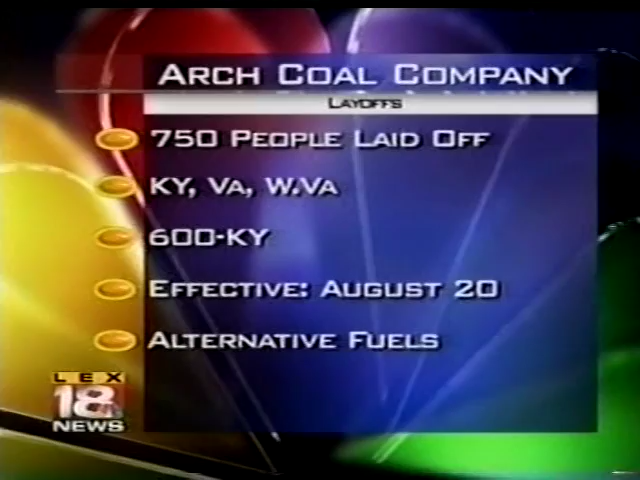 ARCH COAL COMPANY
LAYOFFS
750 PEOPLE LAID OFF
KY, VA, W.VA
600-KY
EFFECTIVE: AUGUST 20
ALTERNATIVE FUELS
LEX
18
NEWS